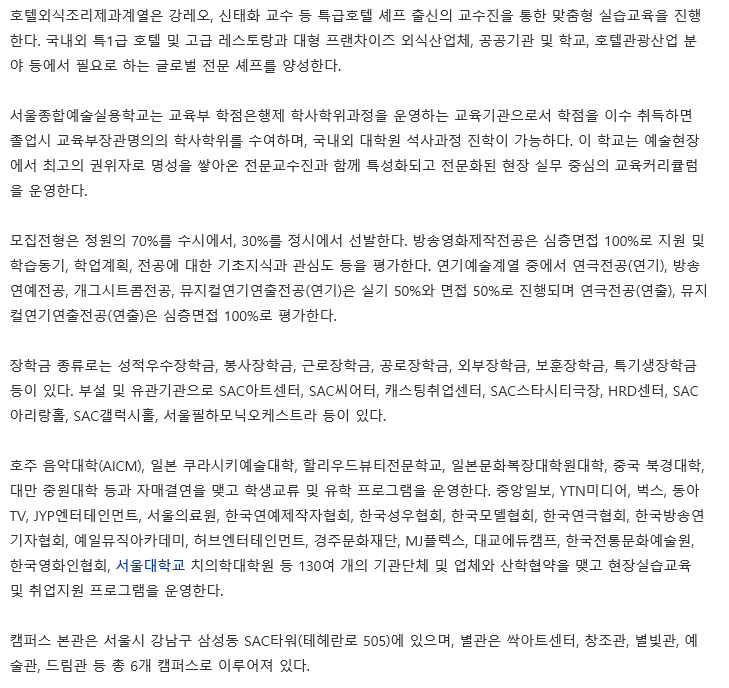 호텔외식조리제과계열은 강레오, 신태화 교수 등 특급호텔 셰프 출신의 교수진을 통한 맞춤형 실습교육을 진행
한다. 국내외 특1급 호텔 및 고급 레스토랑과 대형 프랜차이즈 외식산업체, 공공기관 및 학교, 호텔관광산업 분
야 등에서 필요로 하는 글로벌 전문 셰프를 양성한다.
서울종합예술실용학교는 교육부 학점은행제 학사학위과정을 운영하는 교육기관으로서 학점을 이수 취득하면
졸업시 교육부장관명의의 학사학위를 수여하며, 국내외 대학원 석사과정 진학이 가능하다. 이 학교는 예술현장
에서 최고의 권위자로 명성을 쌓아온 전문교수진과 함께 특성화되고 전문화된 현장 실무 중심의 교육커리큘럼
을 운영한다.
모집전형은 정원의 70%를 수시에서, 30%를 정시에서 선발한다. 방송영화제작전공은 심층면접 100%로 지원 및
학습동기, 학업계획, 전공에 대한 기초지식과 관심도 등을 평가한다. 연기예술계열 중에서 연극전공(연기), 방송
연예전공, 개그시트콤전공, 뮤지컬연기연출전공(연기)은 실기 50%와 면접 50%로 진행되며 연극전공(연출), 뮤지
컬연기연출전공(연출)은 심층면접 100%로 평가한다.
장학금 종류로는 성적우수장학금, 봉사장학금, 근로장학금, 공로장학금, 외부장학금, 보훈장학금, 특기생장학금
등이 있다. 부설 및 유관기관으로 SAC아트센터, SAC씨어터, 캐스팅취업센터, SAC스타시티극장, HRD센터, SAC
아리랑홀, SAC갤럭시홀, 서울필하모닉오케스트라 등이 있다.
호주 음악대학(AICM), 일본 쿠라시키예술대학, 할리우드뷰티전문학교, 일본문화복장대학원대학, 중국 북경대학,
대만 중원대학 등과 자매결연을 맺고 학생교류 및 유학 프로그램을 운영한다. 중앙일보, YTN미디어, 벅스, 동아
TV, JYP엔터테인먼트, 서울의료원, 한국연예제작자협회, 한국성우협회, 한국모델협회, 한국연극협회, 한국방송연
기자협회, 예일뮤직아카데미, 허브엔터테인먼트, 경주문화재단, MJ플렉스, 대교에듀캠프, 한국전통문화예술원,
한국영화인협회, 서울대학교 치의학대학원 등 130여 개의 기관단체 및 업체와 산학협약을 맺고 현장실습교육
및 취업지원 프로그램을 운영한다.
캠퍼스 본관은 서울시 강남구 삼성동 SAC타워(테헤란로 505)에 있으며, 별관은 싹아트센터, 창조관, 별빛관, 예
술관, 드림관 등 총 6개 캠퍼스로 이루어져 있다.